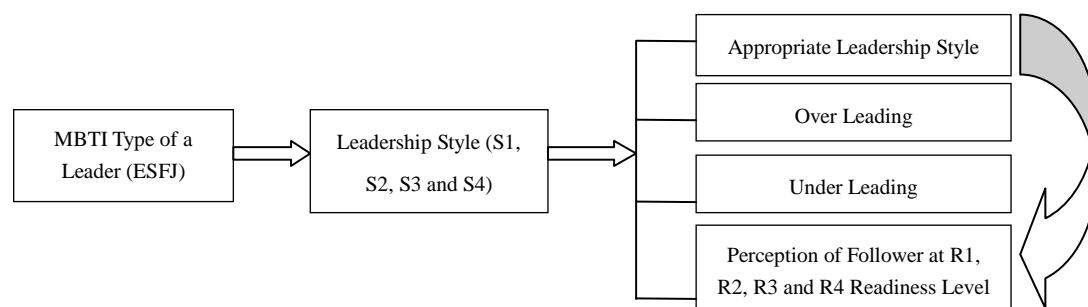 MBTI Type of a
Leader (ESFJ)
Leadership Style (S1,
S2, S3 and S4)
Appropriate Leadership Style
Over Leading
Under Leading
Perception of Follower at R1,
R2, R3 and R4 Readiness Level